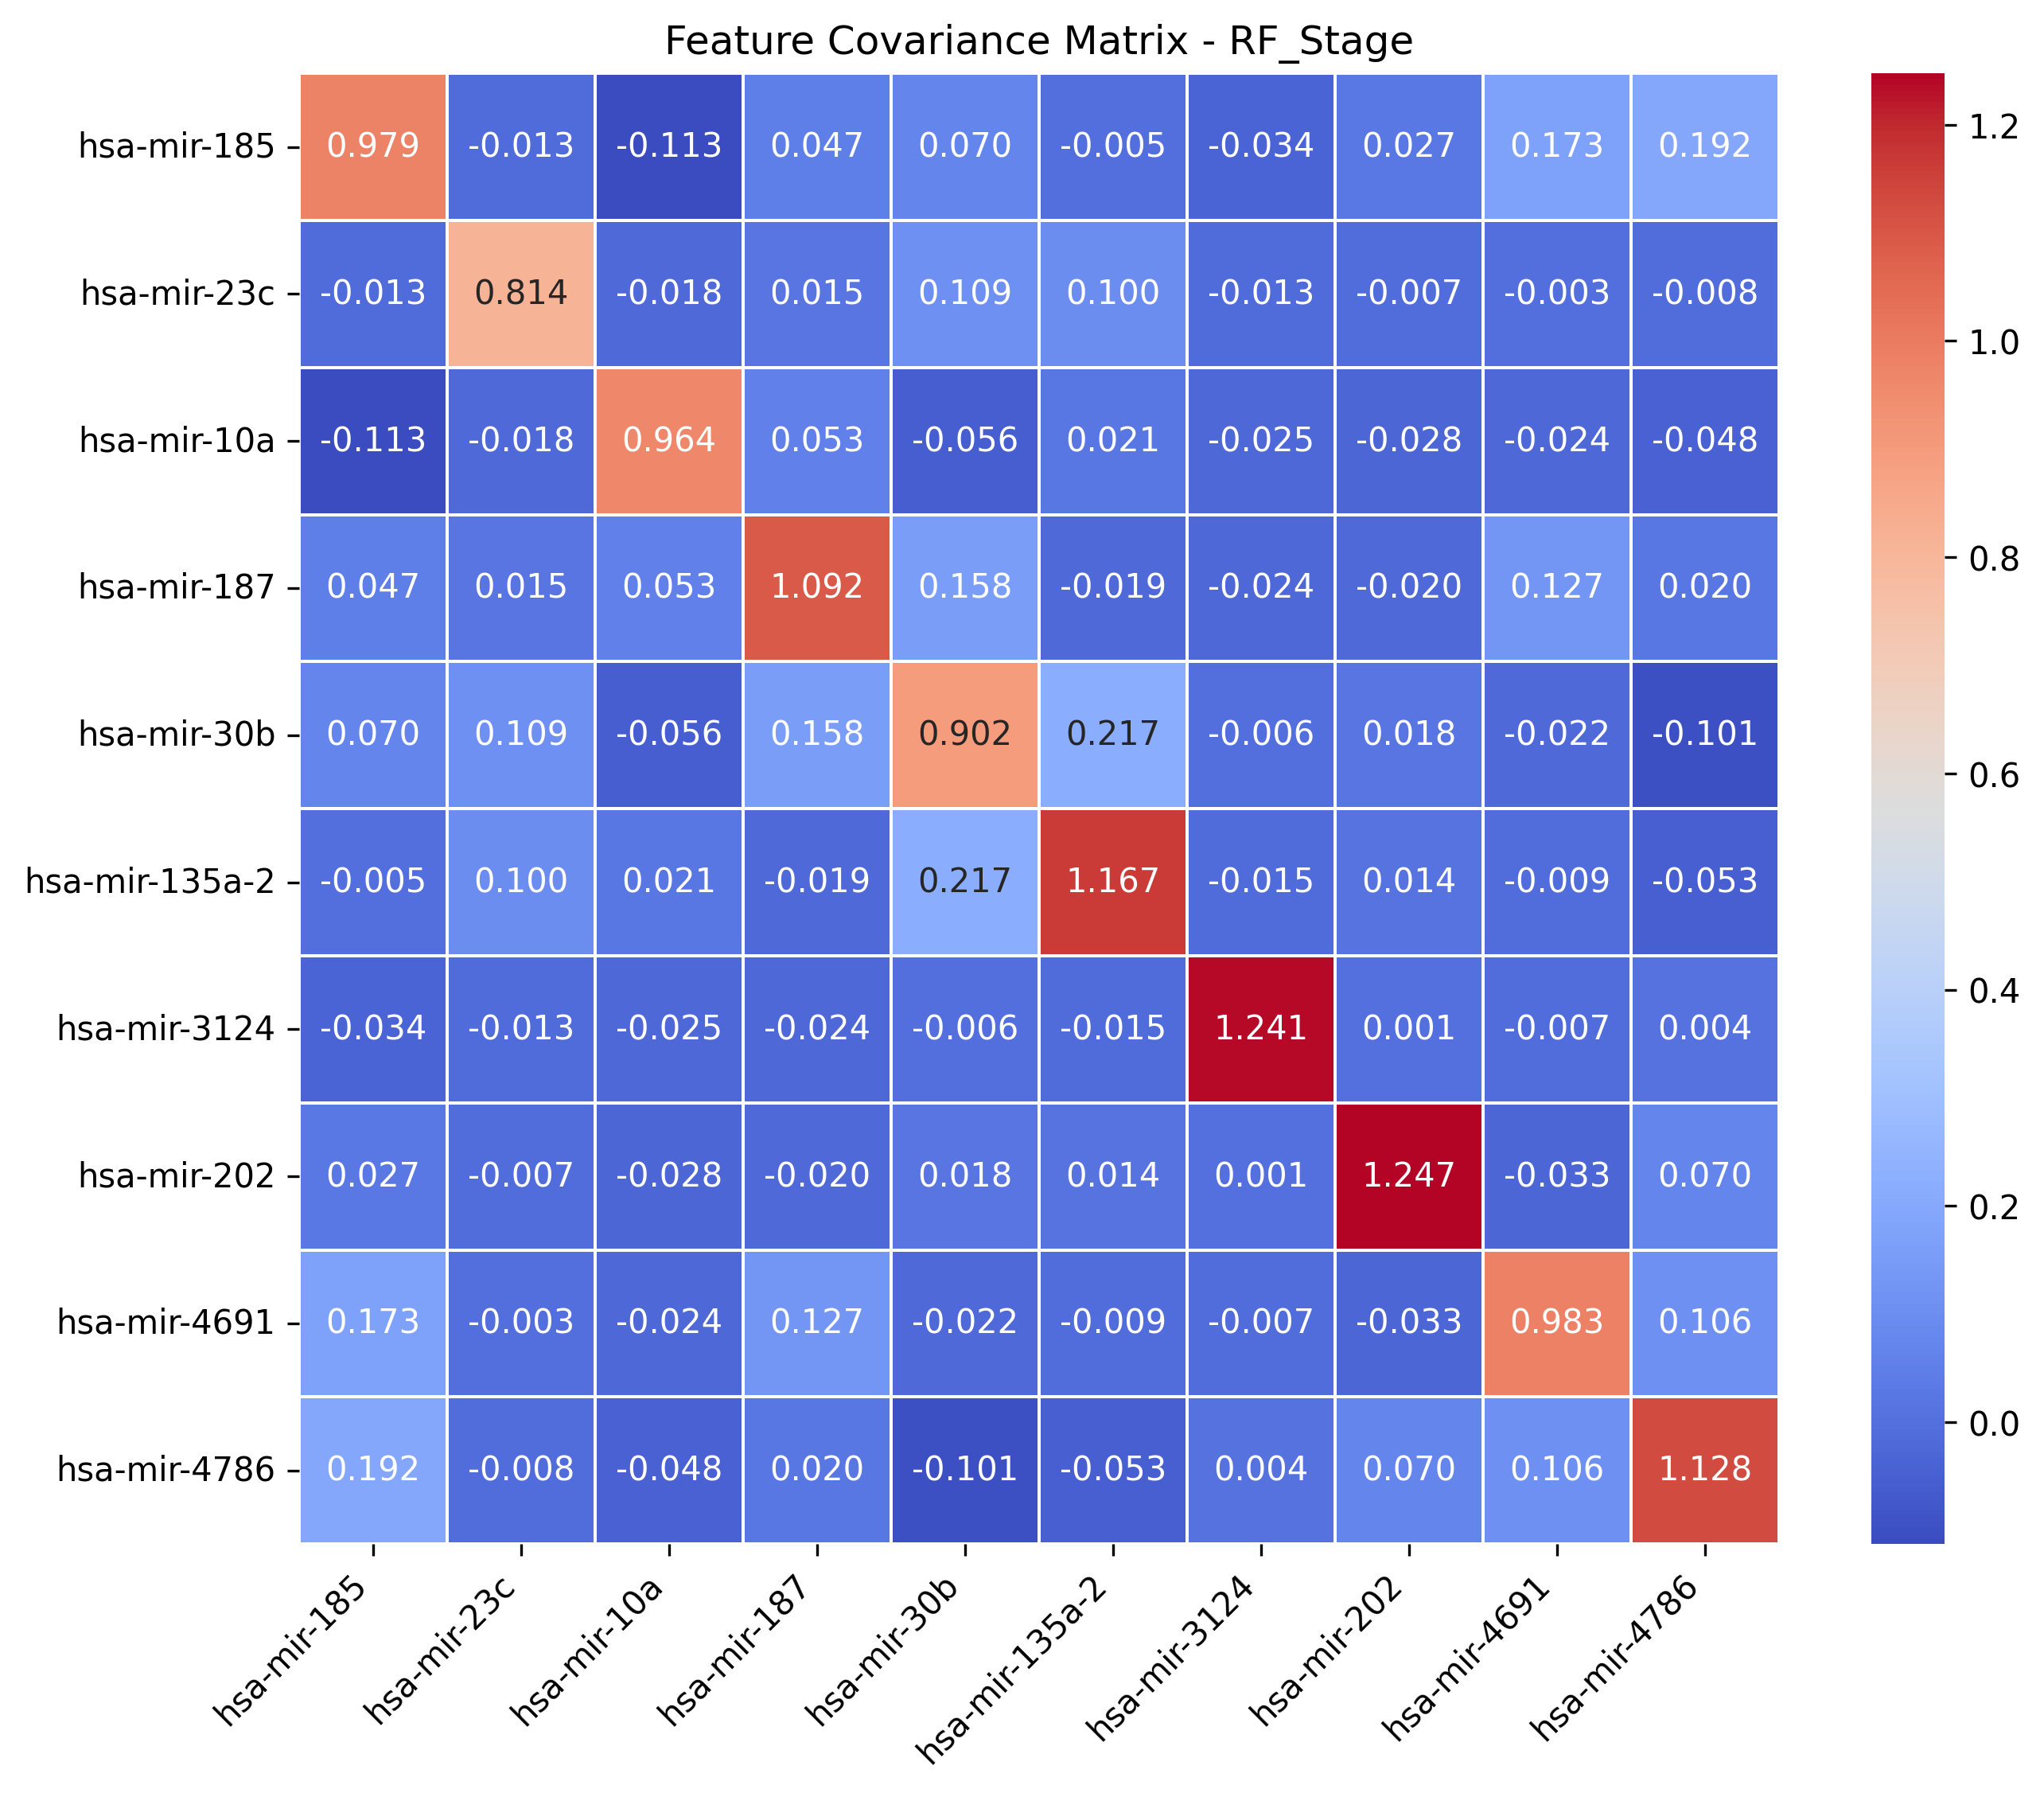 Feature Covariance Matrix - RF_Stage
hsa-mir-185 0.979 -0.013 -0.113 0.047 0.070 -0.005 -0.034 0.027 0.173 0.192
hsa-mir-23c -0.013 0.814 -0.018 0.015 0.109 0.100 -0.013 -0.007 -0.003 -0.008
hsa-mir-10a -0.113 -0.018 0.964 0.053 -0.056 0.021 -0.025 -0.028 -0.024 -0.048
hsa-mir-187 0.047 0.015 0.053 1.092 0.158 -0.019 -0.024 -0.020 0.127 0.020
hsa-mir-30b 0.070 0.109 -0.056 0.158 0.902 0.217 -0.006 0.018 -0.022 -0.101
hsa-mir-135a-2 -0.005 0.100 0.021 -0.019 0.217 1.167 -0.015 0.014 -0.009 -0.053
hsa-mir-3124 -0.034 -0.013 -0.025 -0.024 -0.006 -0.015 1.241 0.001 -0.007 0.004
hsa-mir-202 0.027 -0.007 -0.028 -0.020 0.018 0.014 0.001 1.247 -0.033 0.070
hsa-mir-4691 0.173 -0.003 -0.024 0.127 -0.022 -0.009 -0.007 -0.033 0.983 0.106
hsa-mir-4786 0.192 -0.008 -0.048 0.020 -0.101 -0.053 0.004 0.070 0.106 1.128
hsa-mir-185 hsa-mir-23c hsa-mir-10a hsa-mir-187 hsa-mir-30b hsa-mir-135a-2 hsa-mir-3124 hsa-mir-202 hsa-mir-4691 hsa-mir-4786
1.2
1.0
0.8
0.6
0.4
0.2
0.0